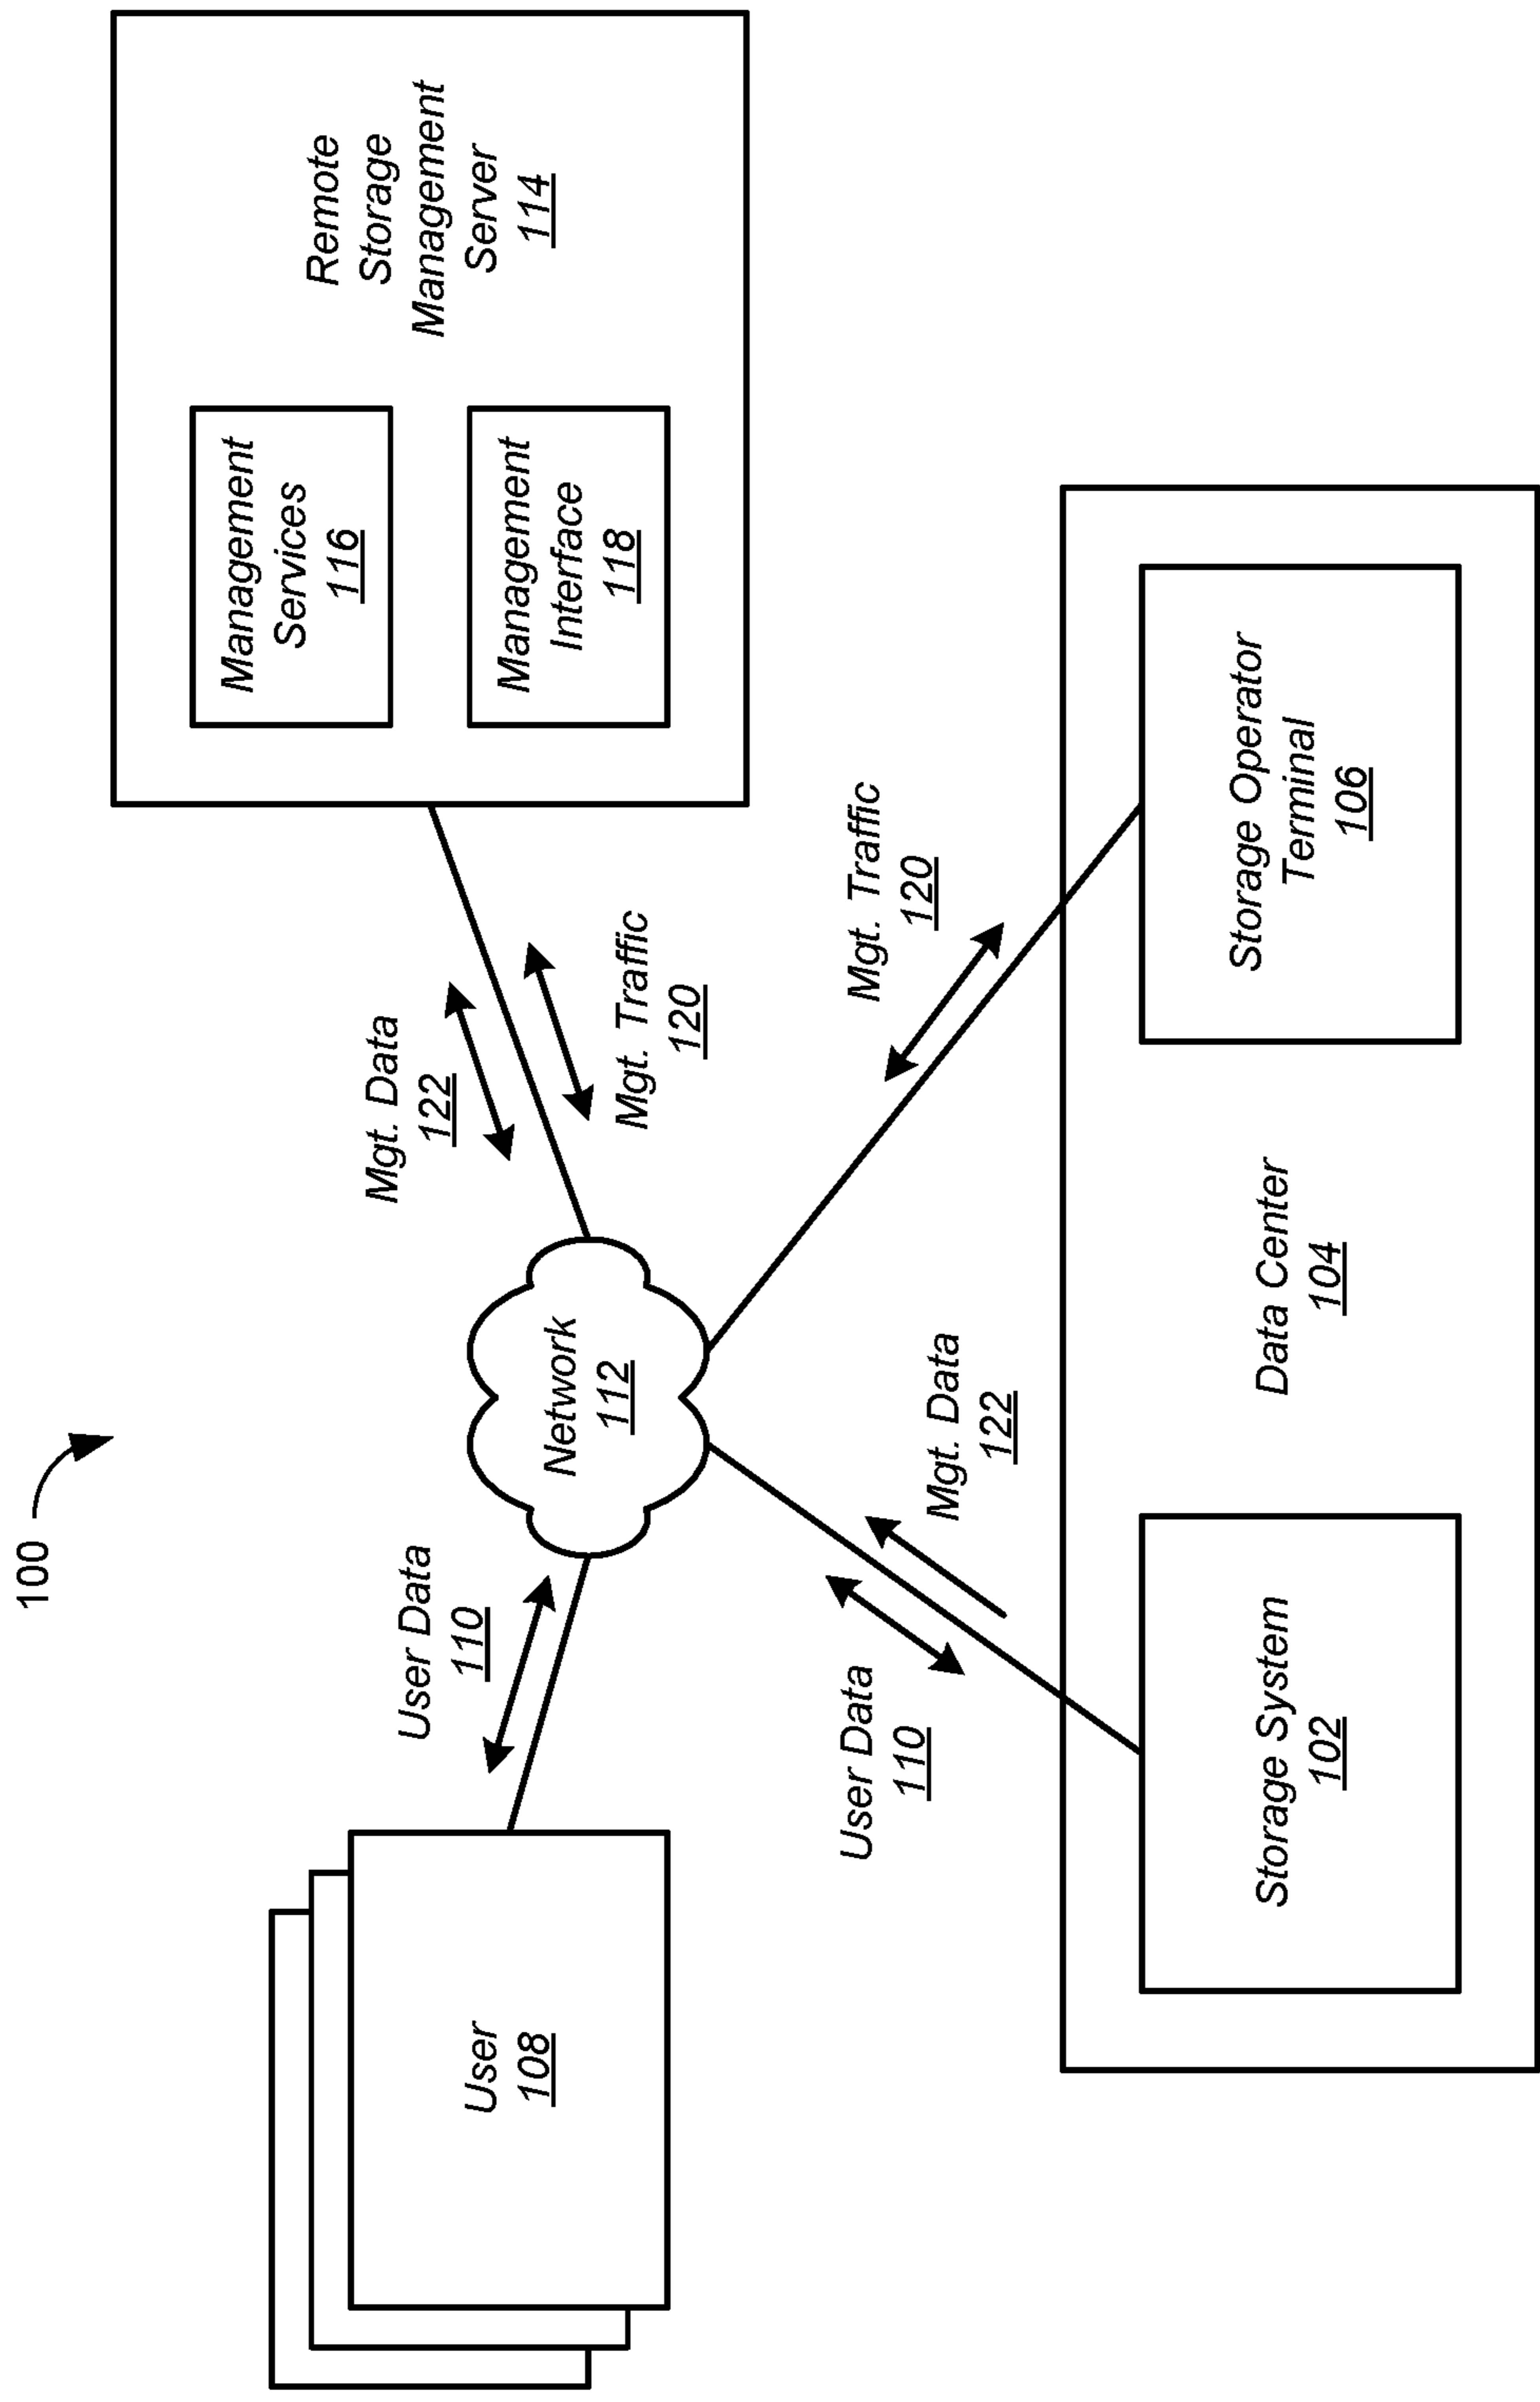 100
User
108
User Data
110
Network
112
Mgt. Data
122
Mgt. Traffic
120
Management
Services
116
Management
Interface
118
Remote
Storage
Management
Server
114
User Data
110
Mgt. Data
122
Mgt. Traffic
120
Storage System
102
Data Center
104
Storage Operator
Terminal
106